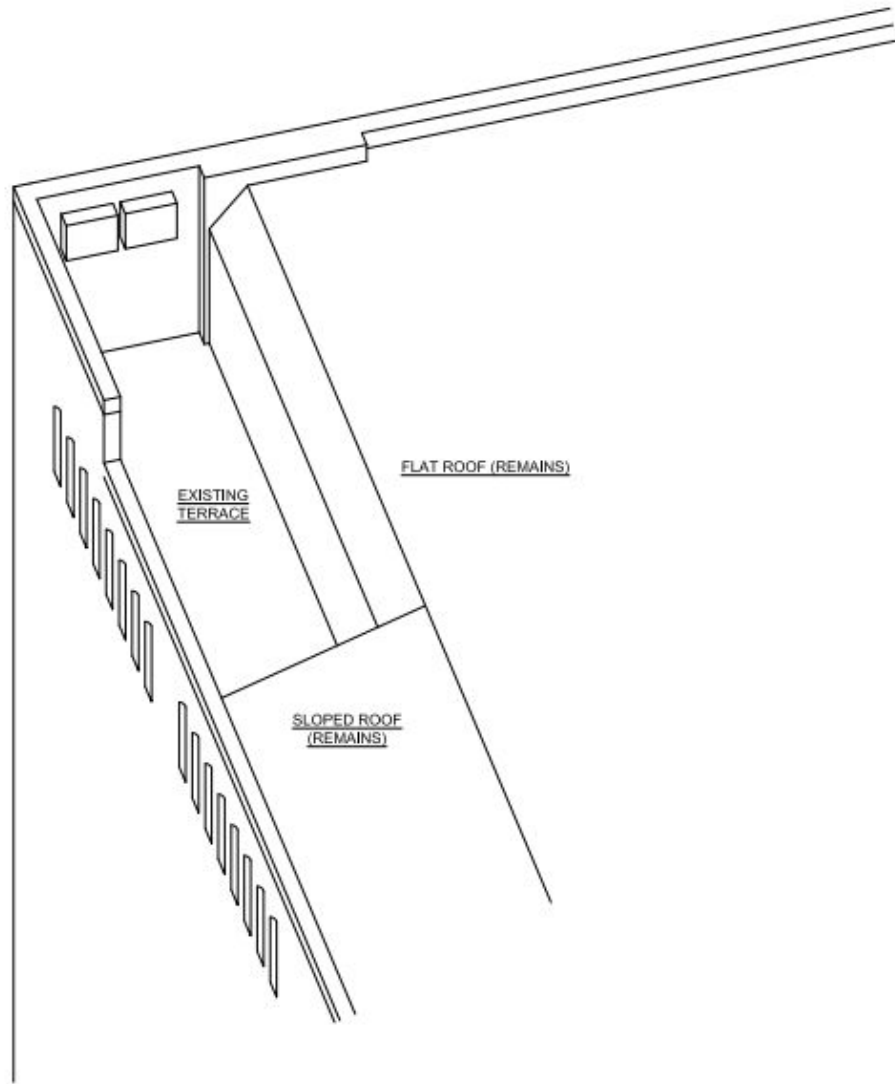 FLAT ROOF (REMAINS)
EXISTING
TERRACE
SLOPED ROOF
(REMAINS)